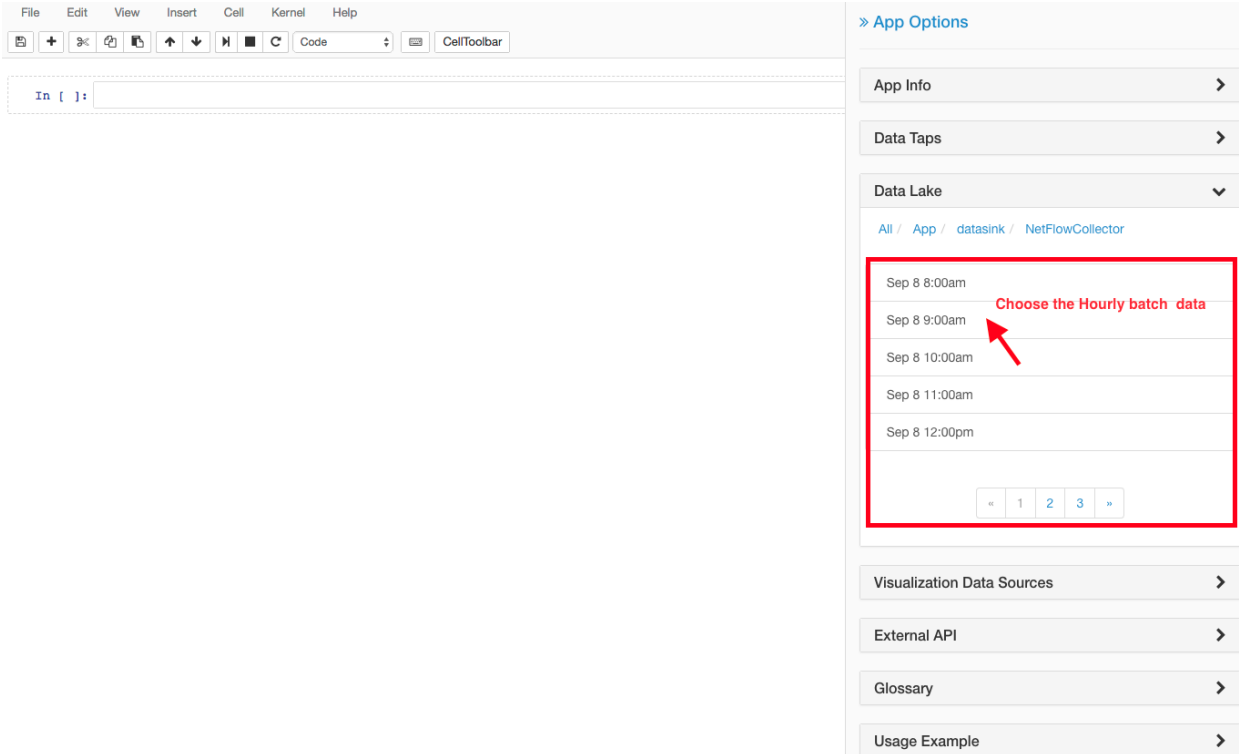 File Edit View Insert Cell Kernel Help
Code CellToolbar
In [ ]:
» App Options
App Info
Data Taps
Data Lake
All / App / datasink / NetFlowCollector
Sep 8 8:00am
Choose the Hourly batch data
Sep 8 9:00am
Sep 8 10:00am
Sep 8 11:00am
Sep 8 12:00pm
« 1 2 3 »
Visualization Data Sources
External API
Glossary
Usage Example